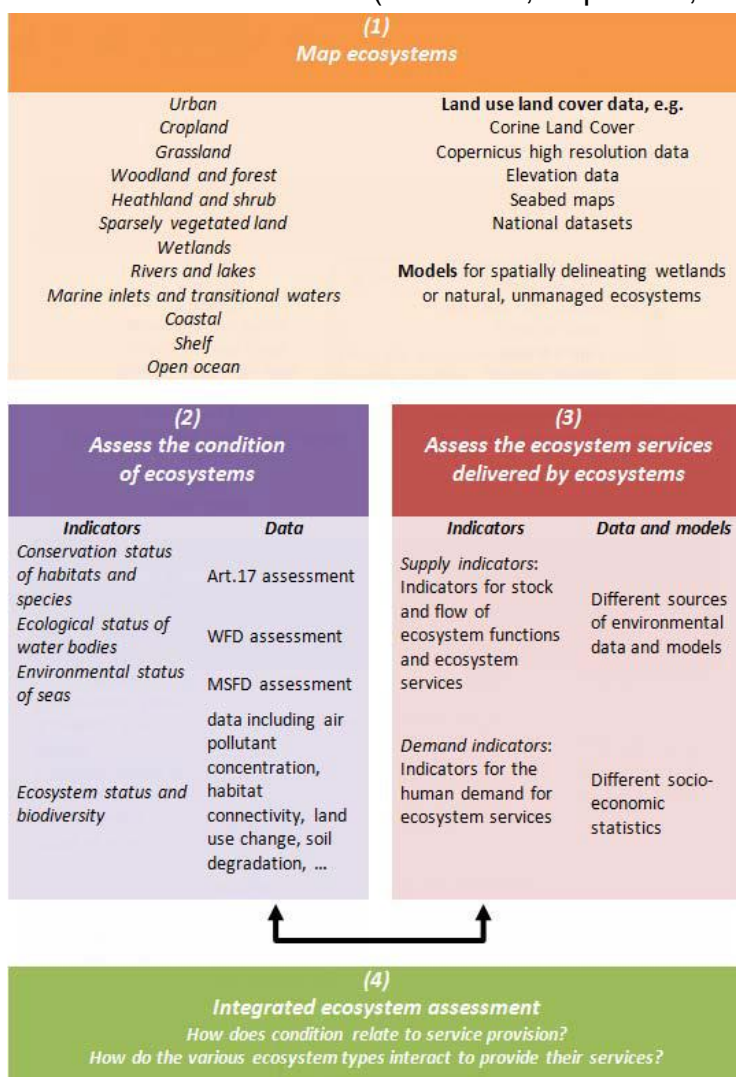 (1)
Map ecosystems
Urban
Cropland
Grassland
Woodland and forest
Heathland and shrub
Sparsely vegetated land
Wetlands
Rivers and lakes
Marine inlets and transitional waters
Coastal
Shelf
Open ocean
Land use land cover data, e.g.
Corine Land Cover
Copernicus high resolution data
Elevation data
Seabed maps
National datasets
Models for spatially delineating wetlands
or natural, unmanaged ecosystems
(2)
Assess the condition
of ecosystems
Indicators
Data
Conservation status
of habitats and
species
Art.17 assessment
Ecological status of
water bodies
WFD assessment
Environmental status
of seas
MSFD assessment
Ecosystem status and
biodiversity
data including air
pollutant
concentration,
habitat
connectivity, land
use change, soil
degradation, ...
(3)
Assess the ecosystem services
delivered by ecosystems
Indicators
Data and models
Supply indicators:
Indicators for stock
and flow of
ecosystem functions
and ecosystem
services
Different sources
of environmental
data and models
Demand indicators:
Indicators for the
human demand for
ecosystem services
Different socio-
economic
statistics
(4)
Integrated ecosystem assessment
How does condition relate to service provision?
How do the various ecosystem types interact to provide their services?